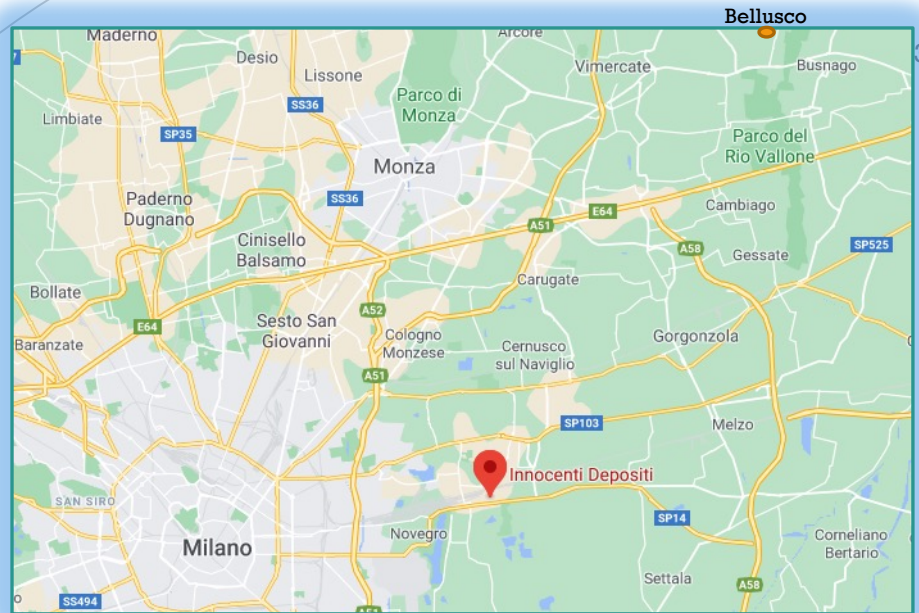 Bellusco
Maderno
Arcore
Desio
Vimercate
Busnago
Lissone
SS36
Parco di
Monza
Limbiate
SP35
Parco del
Rio Vallone
Monza
SS36
Paderno
Dugnano
E64
Cambiago
A51
Cinisello
Balsamo
A58
SP525
Gessate
Carugate
Bollate
A52
E64
Sesto San
Giovanni
Cologno
Monzese
Gorgonzola
Baranzate
Cernusco
sul Naviglio
A51
SP103
Melzo
Innocenti Depositi
SAN SIRO
SP14
Novegro
Milano
Corneliano
Bertario
Settala
A58
SS494
A51